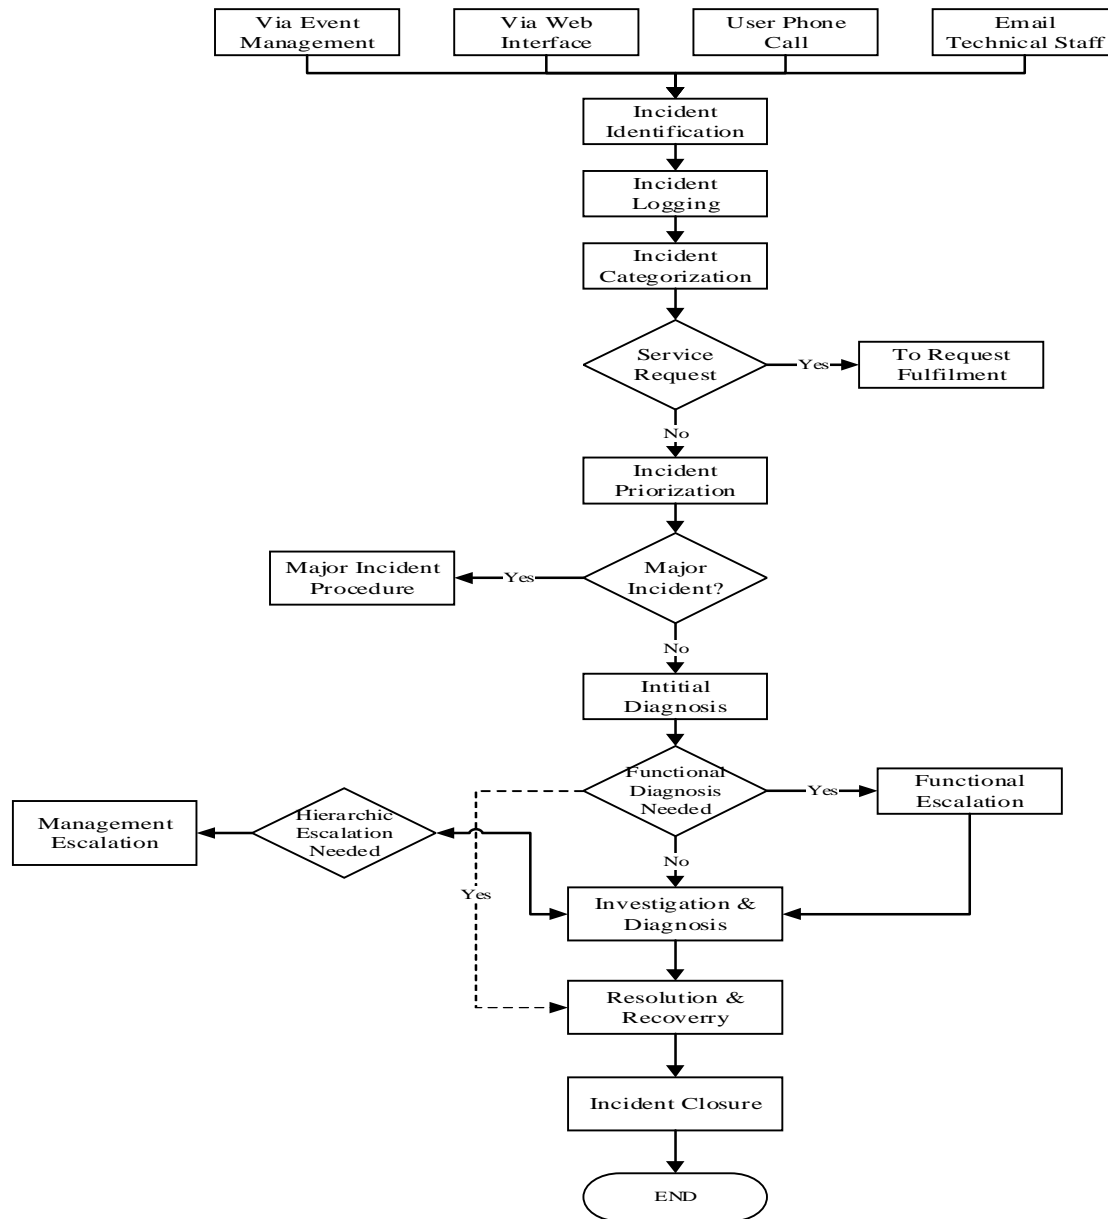 Via Event
Management
Via Web
Interface
User Phone
Call
Email
Technical Staff
Incident
Identification
Incident
Logging
Incident
Categorization
Service
Request
Yes
To Request
Fulfilment
No
Incident
Priorization
Major Incident
Procedure
Yes
Major
Incident?
No
Intitial
Diagnosis
Functional
Diagnosis
Needed
Yes
Functional
Escalation
Management
Escalation
Hierarchic
Escalation
Needed
No
Yes
Investigation &
Diagnosis
Resolution &
Recoverry
Incident Closure
END